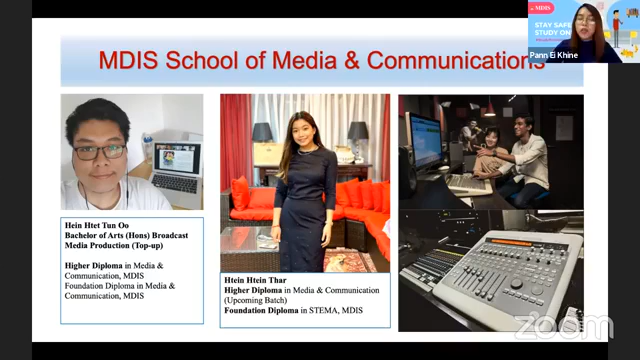 MDIS School of Media & Communications
MDIS
STAY SAFE
STUDY ON
Pann Ei Khine
Hein Htet Tun Oo
Bachelor of Arts (Hons) Broadcast
Media Production (Top-up)
Higher Diploma in Media &
Communication, MDIS
Foundation Diploma in Media &
Communication, MDIS
Htein Htein Thar
Higher Diploma in Media & Communication
(Upcoming Batch)
Foundation Diploma in STEMA, MDIS
zoom